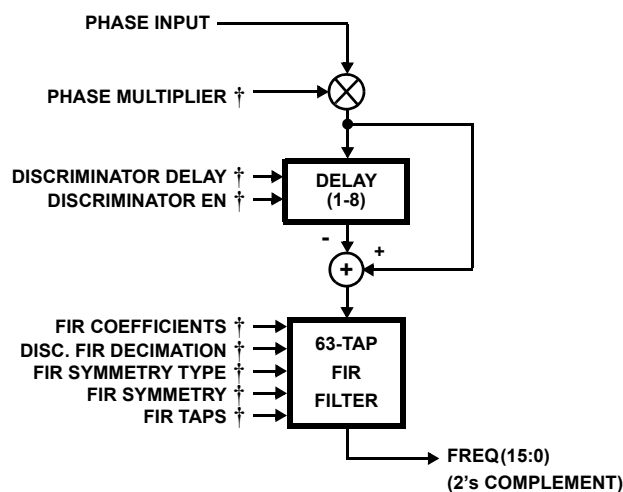 PHASE INPUT
PHASE MULTIPLIER †
DISCRIMINATOR DELAY †
DISCRIMINATOR EN †
DELAY
(1-8)
-
+
+
FIR COEFFICIENTS †
DISC. FIR DECIMATION †
FIR SYMMETRY TYPE †
FIR SYMMETRY †
FIR TAPS †
63-TAP
FIR
FILTER
FREQ(15:0)
(2's COMPLEMENT)